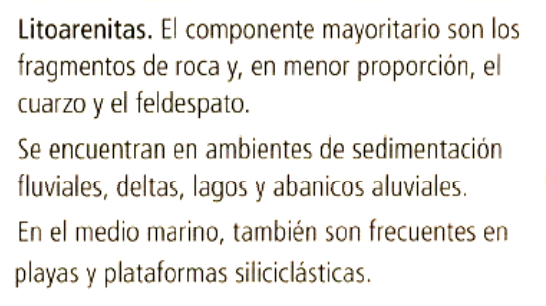 Litoarenitas. El componente mayoritario son los
fragmentos de roca y, en menor proporción, el
cuarzo y el feldespato.
Se encuentran en ambientes de sedimentación
fluviales, deltas, lagos y abanicos aluviales.
En el medio marino, también son frecuentes en
playas y plataformas siliciclásticas.